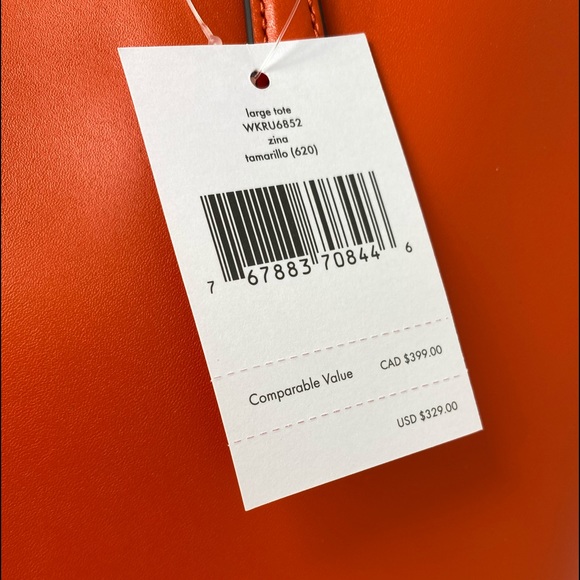 large tote
WKRU6852
zina
tamarillo (620)
7 67883 70844 6
Comparable Value CAD $399.00
USD $329.00